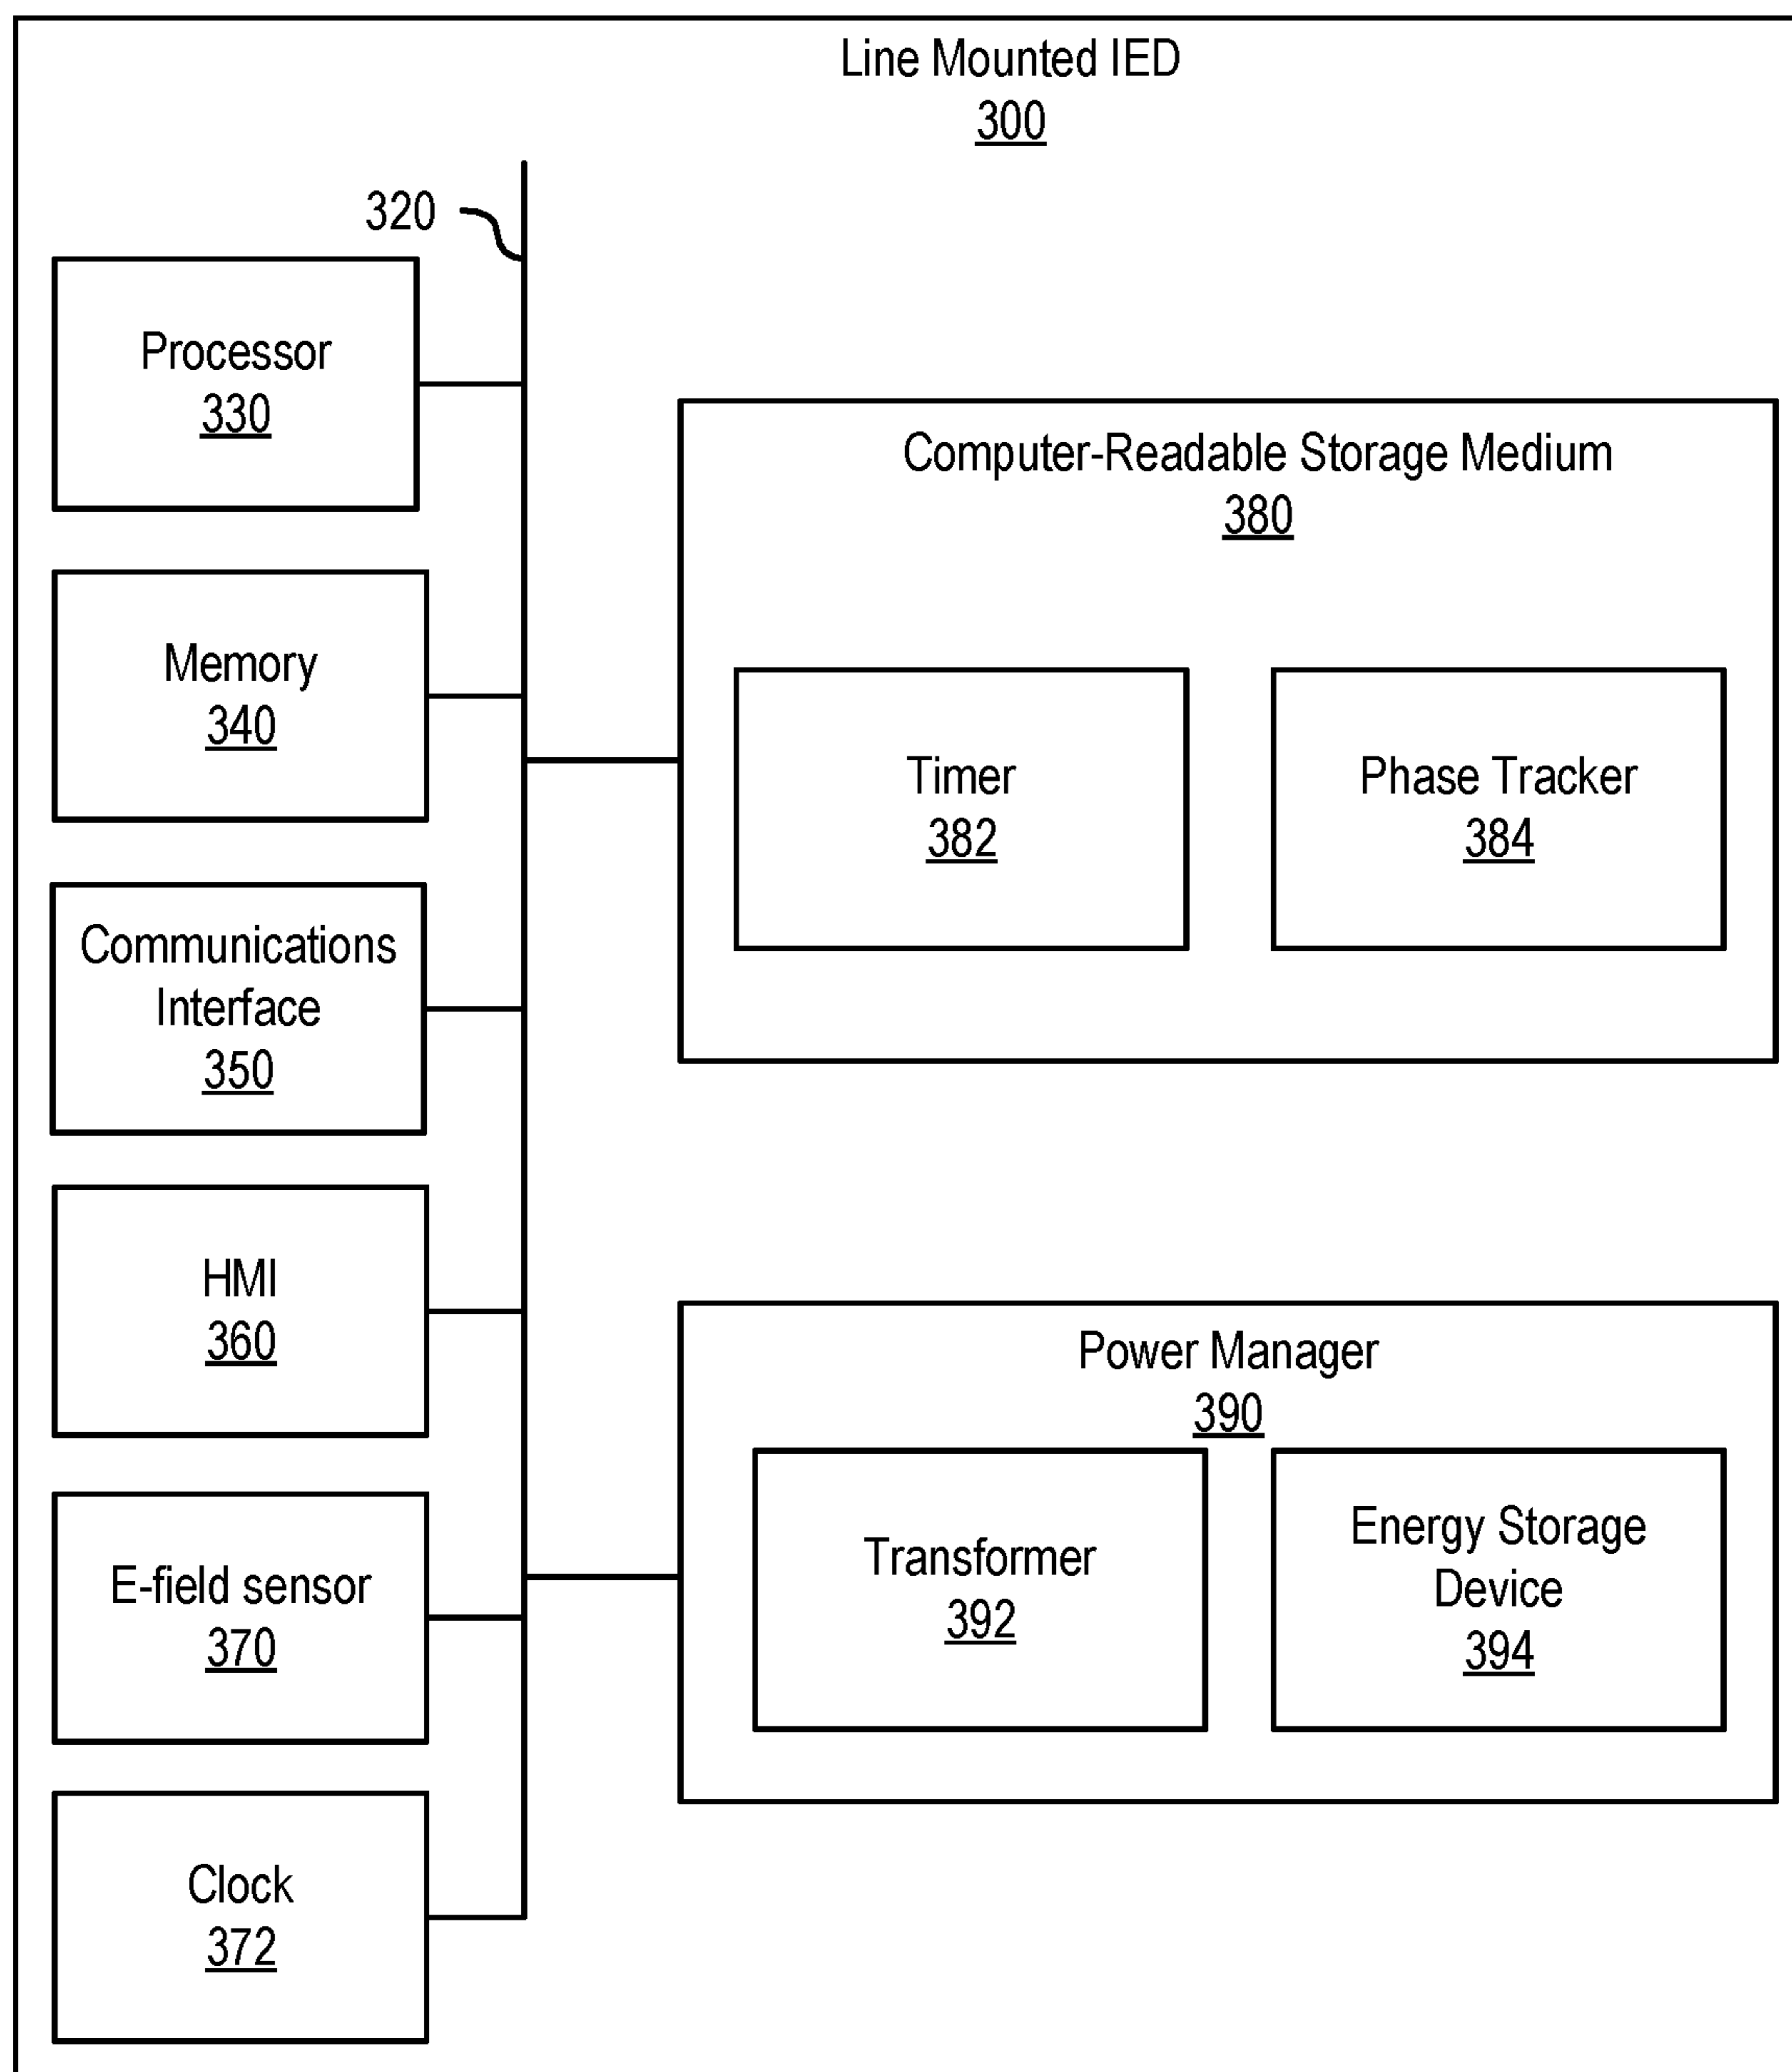 Line Mounted IED
300
320
Processor
330
Memory
340
Communications
Interface
350
HMI
360
E-field sensor
370
Clock
372
Computer-Readable Storage Medium
380
Timer
382
Phase Tracker
384
Power Manager
390
Transformer
392
Energy Storage
Device
394